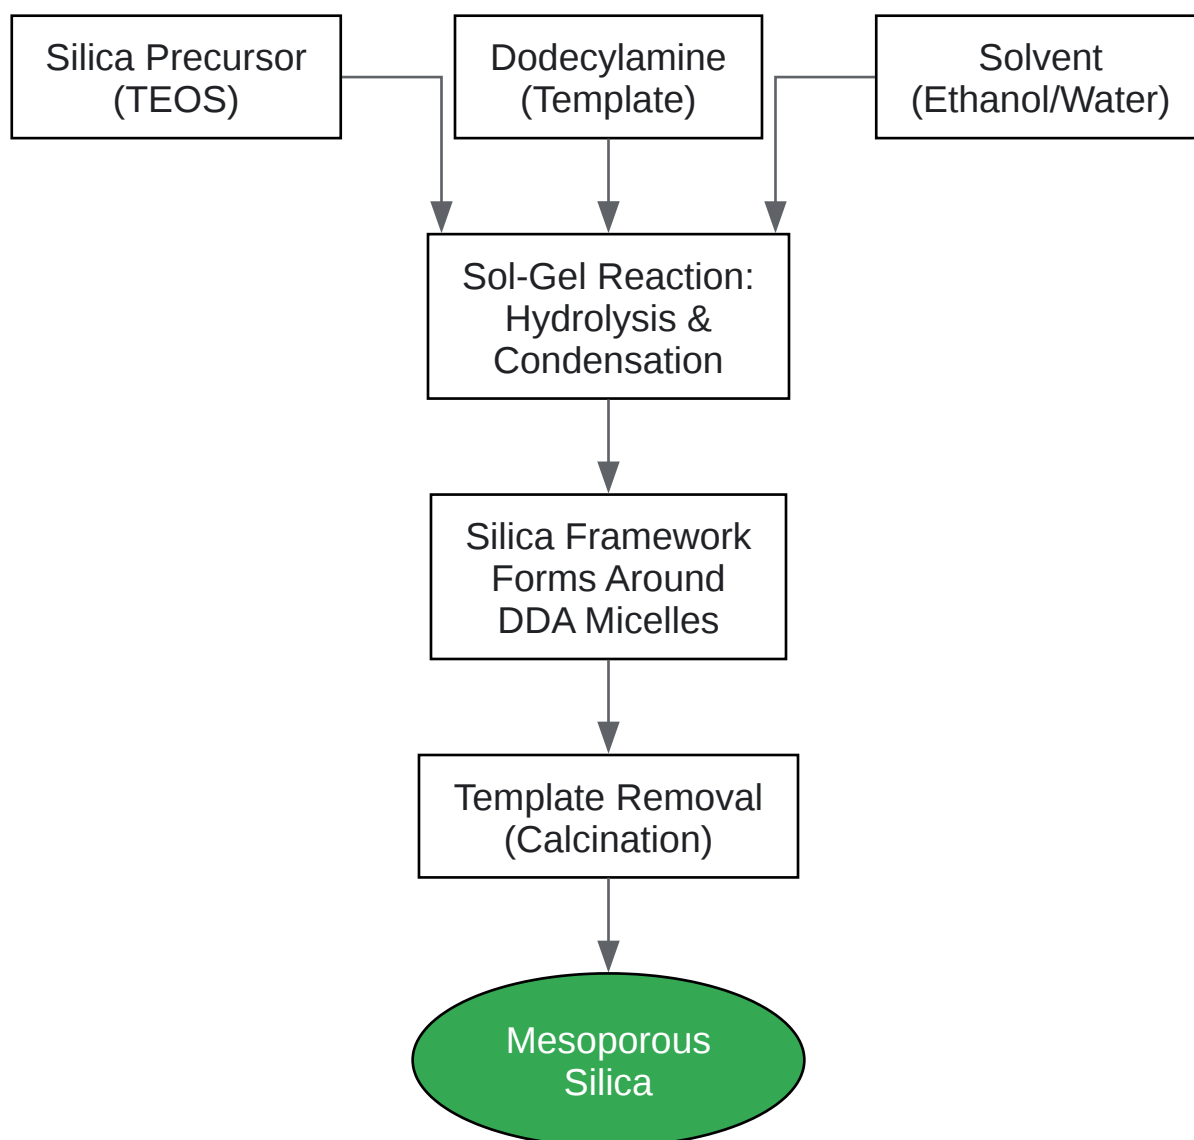 Silica Precursor
(TEOS)
Dodecylamine
(Template)
Solvent
(Ethanol/Water)
Sol-Gel Reaction:
Hydrolysis &
Condensation
Silica Framework
Forms Around
DDA Micelles
Template Removal
(Calcination)
Mesoporous
Silica